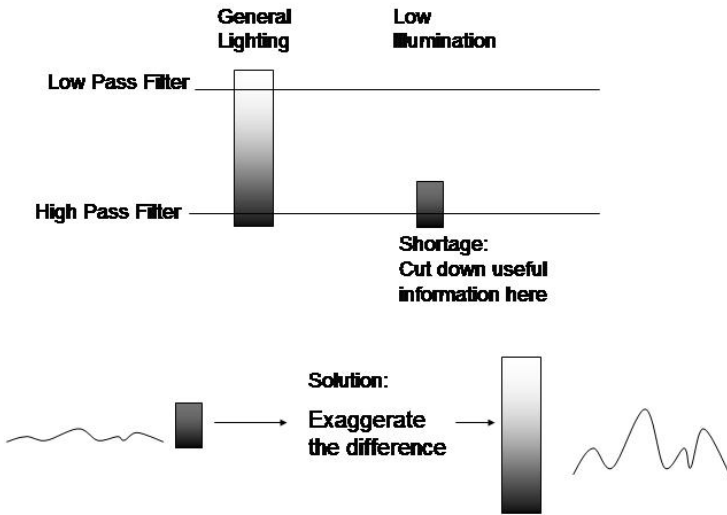 General
Lighting
Low
Illumination
Low Pass Filter
High Pass Filter
Shortage:
Cut down useful
information here
Solution:
Exaggerate
the difference